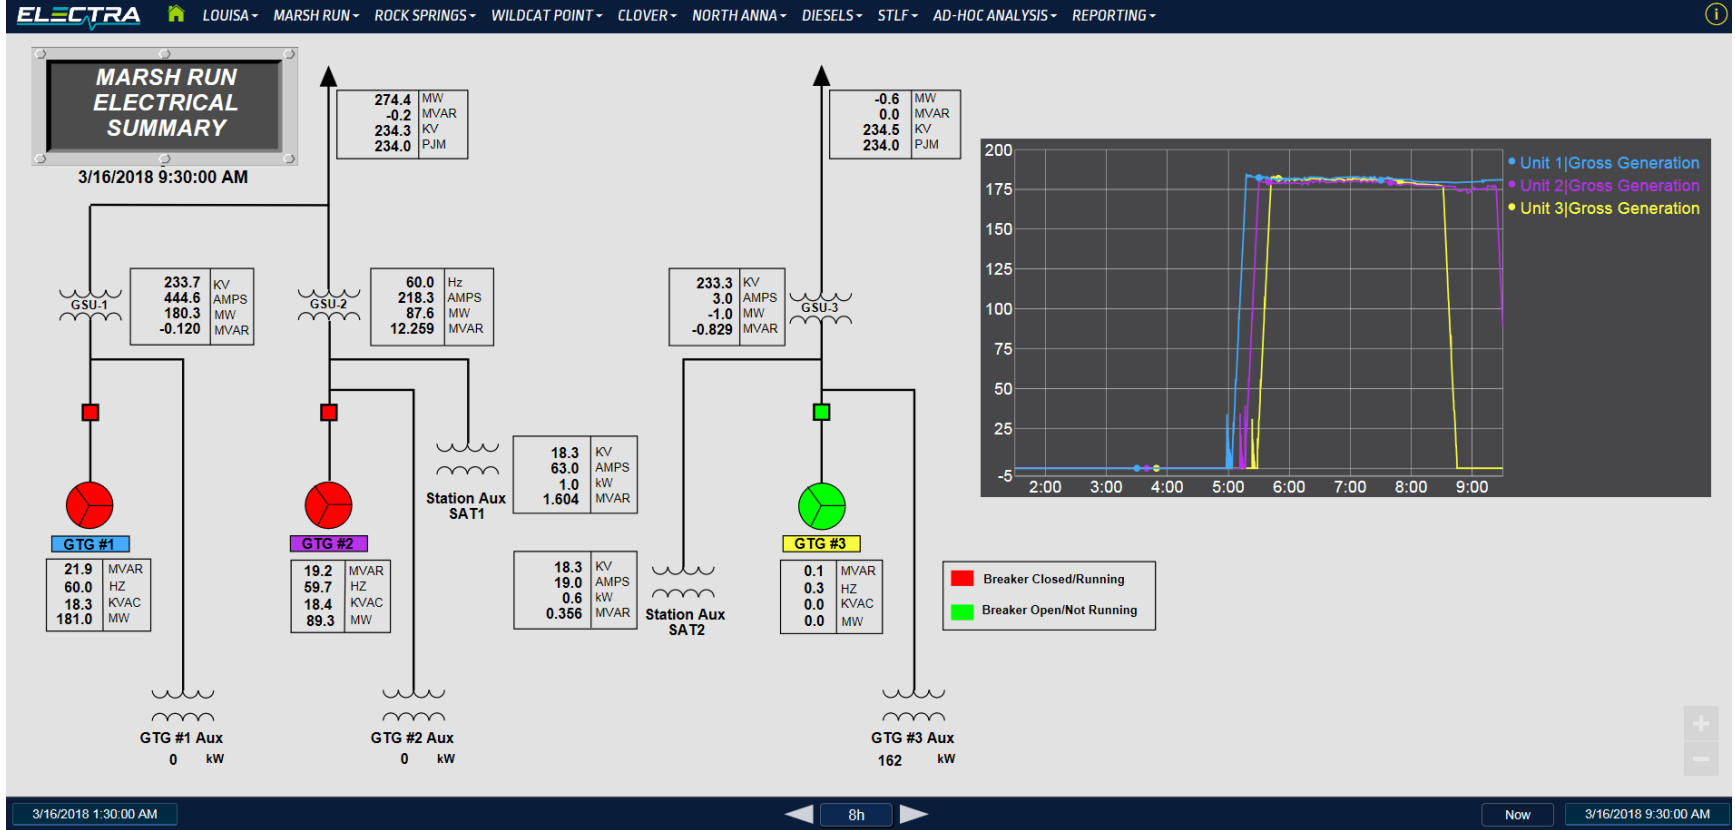 ELECTRA LOUISA MARSH RUN ROCK SPRINGS WILDCAT POINT CLOVER NORTH ANNA DIESELS STLF AD-HOC ANALYSIS REPORTING i
MARSH RUN
ELECTRICAL
SUMMARY
3/16/2018 9:30:00 AM
274.4 MW
-0.2 MVAR
234.3 KV
234.0 PJM
-0.6 MW
0.0 MVAR
234.5 KV
234.0 PJM
200
175
150
125
100
75
50
25
-5
2:00 3:00 4:00 5:00 6:00 7:00 8:00 9:00
Unit 1|Gross Generation
Unit 2|Gross Generation
Unit 3|Gross Generation
GSU-1
233.7 KV
444.6 AMPS
180.3 MW
-0.120 MVAR
GSU-2
60.0 Hz
218.3 AMPS
87.6 MW
12.259 MVAR
233.3 KV
3.0 AMPS
-1.0 MW
-0.829 MVAR
GSU-3
Station Aux
SAT1
18.3 KV
63.0 AMPS
1.0 kW
1.604 MVAR
18.3 KV
19.0 AMPS
0.6 kW
0.356 MVAR
Station Aux
SAT2
GTG #1
21.9 MVAR
60.0 HZ
18.3 KVAC
181.0 MW
GTG #2
19.2 MVAR
59.7 HZ
18.4 KVAC
89.3 MW
GTG #3
0.1 MVAR
0.3 HZ
0.0 KVAC
0.0 MW
Breaker Closed/Running
Breaker Open/Not Running
GTG #1 Aux
0 kW
GTG #2 Aux
0 kW
GTG #3 Aux
162 kW
+
−
3/16/2018 1:30:00 AM 8h Now 3/16/2018 9:30:00 AM